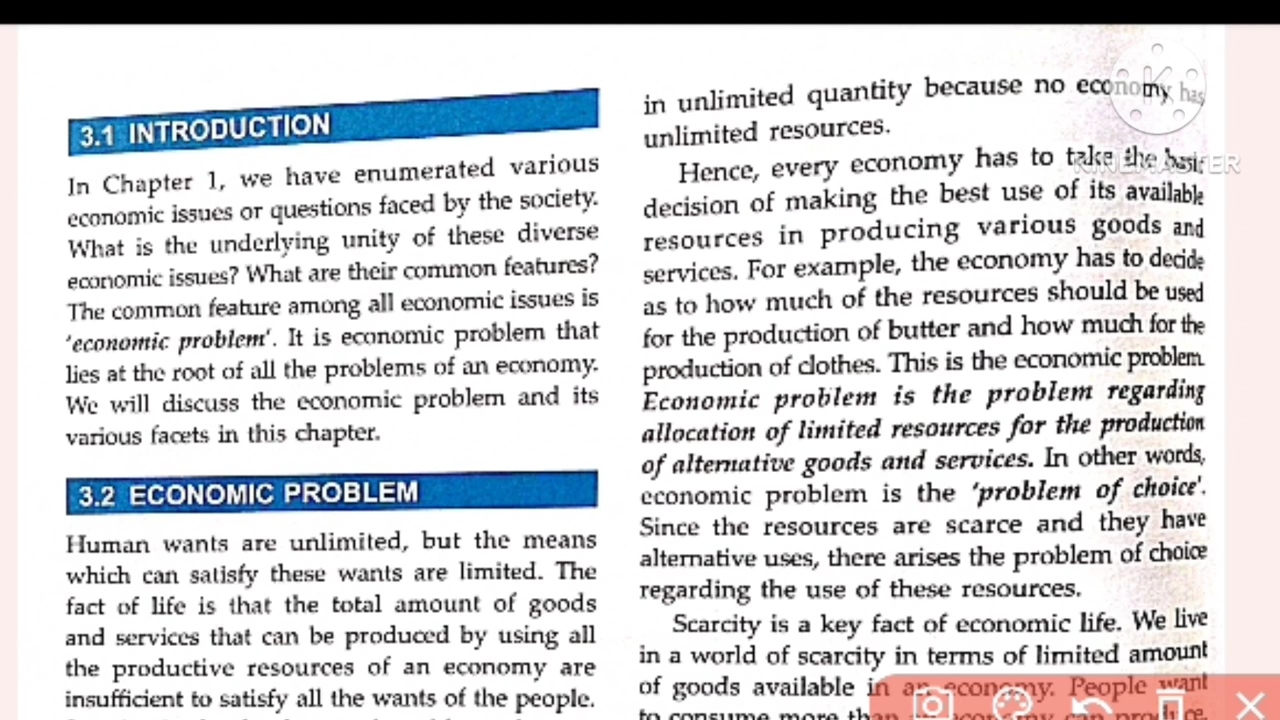 3.1 INTRODUCTION
In Chapter 1, we have enumerated various
economic issues or questions faced by the society.
What is the underlying unity of these diverse
economic issues? What are their common features?
The common feature among all economic issues is
'economic problem'. It is economic problem that
lies at the root of all the problems of an economy.
We will discuss the economic problem and its
various facets in this chapter.
3.2 ECONOMIC PROBLEM
Human wants are unlimited, but the means
which can satisfy these wants are limited. The
fact of life is that the total amount of goods
and services that can be produced by using all
the productive resources of an economy are
insufficient to satisfy all the wants of the people.
in unlimited quantity because no economy has
unlimited resources.
Hence, every economy has to take the basic
decision of making the best use of its available
resources in producing various goods and
services. For example, the economy has to decide
as to how much of the resources should be used
for the production of butter and how much for the
production of clothes. This is the economic problem.
Economic problem is the problem regarding
allocation of limited resources for the production
of alternative goods and services. In other words,
economic problem is the 'problem of choice'.
Since the resources are scarce and they have
alternative uses, there arises the problem of choice
regarding the use of these resources.
Scarcity is a key fact of economic life. We live
in a world of scarcity in terms of limited amount
of goods available in an economy. People want
to consume more than an economy can produce.
K
KINEMASTER